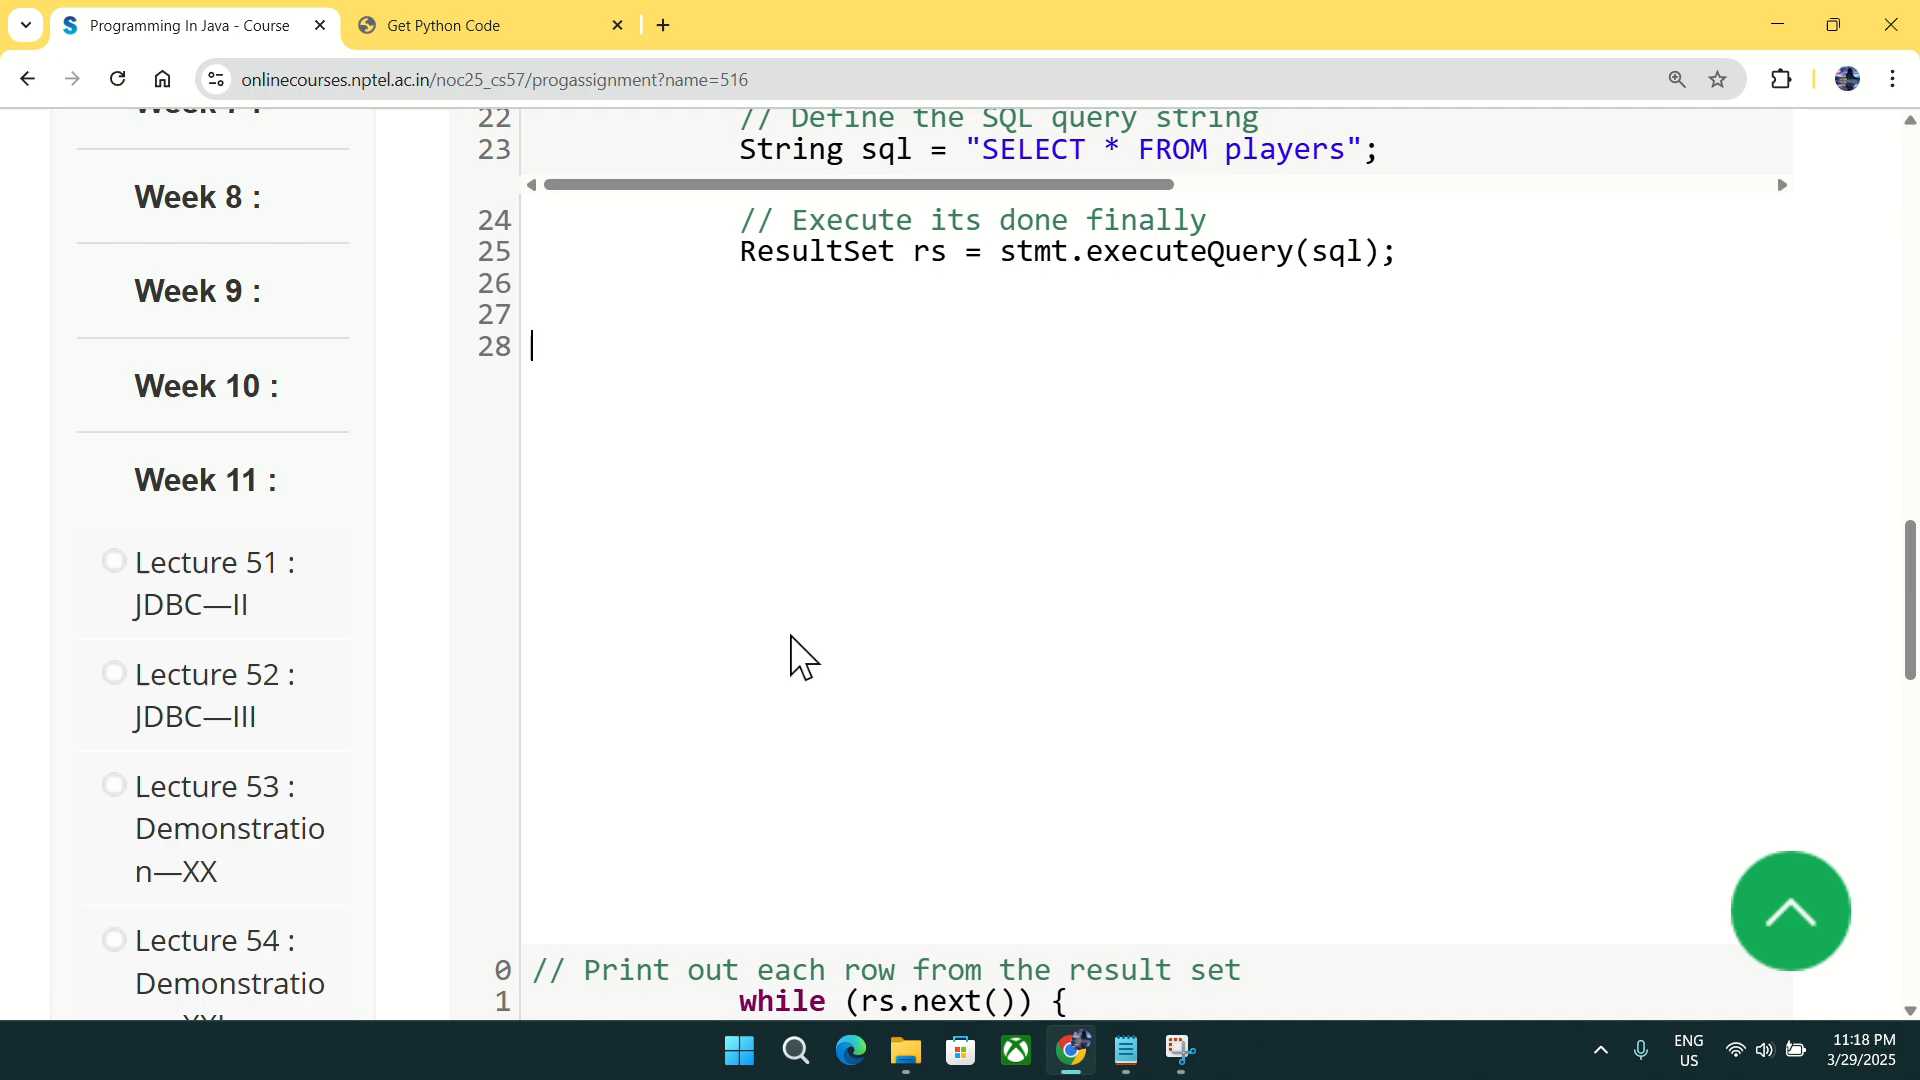 Programming In Java - Course
Get Python Code
onlinecourses.nptel.ac.in/noc25_cs57/progassignment?name=516
Week 8 :
Week 9 :
Week 10 :
Week 11 :
Lecture 51 :
JDBC—II
Lecture 52 :
JDBC—III
Lecture 53 :
Demonstratio
n—XX
Lecture 54 :
Demonstratio
22 // Define the SQL query string
23 String sql = "SELECT * FROM players";
24 // Execute its done finally
25 ResultSet rs = stmt.executeQuery(sql);
26
27
28
0 // Print out each row from the result set
1 while (rs.next()) {
ENG
US
11:18 PM
3/29/2025